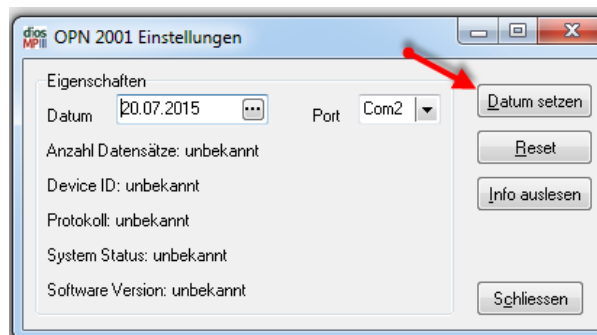 dios MPIII OPN 2001 Einstellungen
Eigenschaften
Datum 20.07.2015 ... Port Com2 Datum setzen
Anzahl Datensätze: unbekannt Reset
Device ID: unbekannt Info auslesen
Protokoll: unbekannt
System Status: unbekannt
Software Version: unbekannt Schliessen